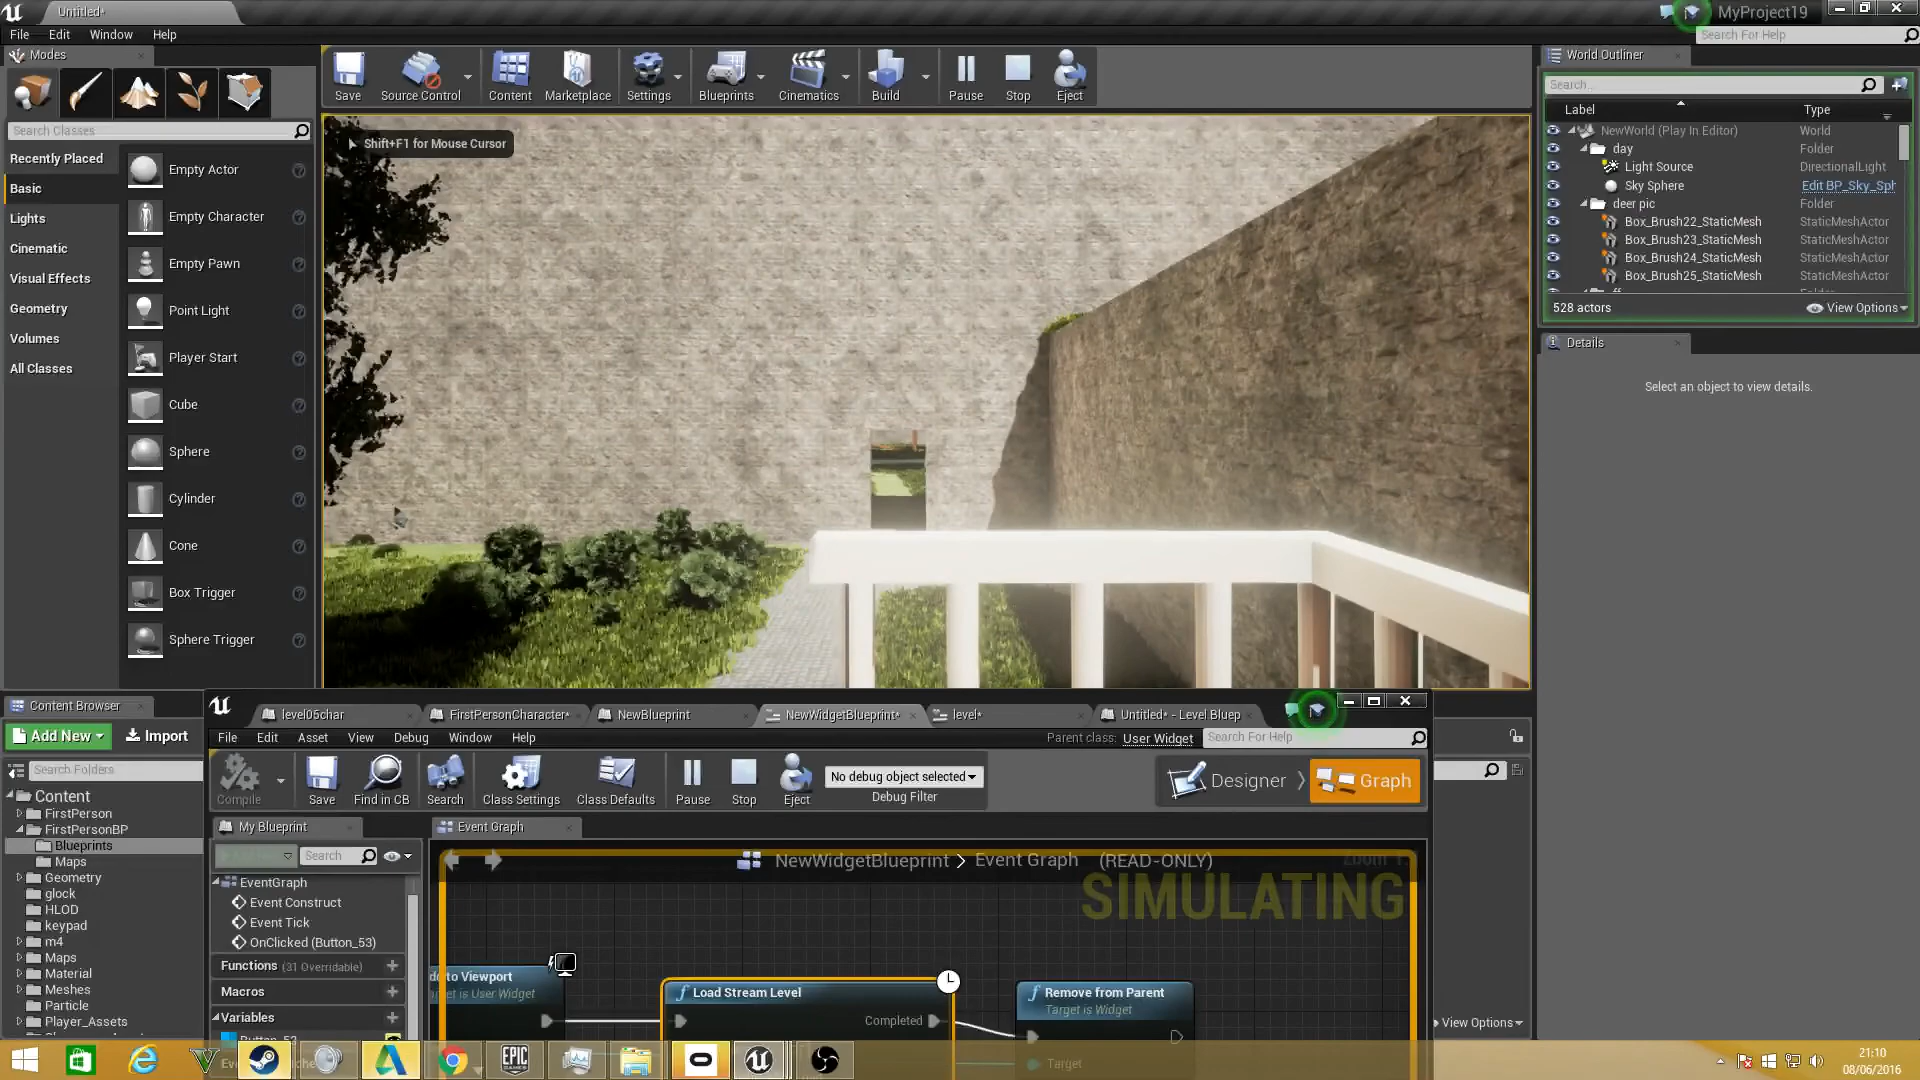 Untitled*
MyProject19
File Edit Window Help
Search For Help
Modes
Save
Source Control
Content
Marketplace
Settings
Blueprints
Cinematics
Build
Pause
Stop
Eject
Search Classes
Recently Placed
Basic
Lights
Cinematic
Visual Effects
Geometry
Volumes
All Classes
Empty Actor
Empty Character
Empty Pawn
Point Light
Player Start
Cube
Sphere
Cylinder
Cone
Box Trigger
Sphere Trigger
Shift+F1 for Mouse Cursor
World Outliner
Search...
Label Type
NewWorld (Play In Editor) World
day Folder
Light Source DirectionalLight
Sky Sphere Edit BP_Sky_Sph
deer pic Folder
Box_Brush22_StaticMesh StaticMeshActor
Box_Brush23_StaticMesh StaticMeshActor
Box_Brush24_StaticMesh StaticMeshActor
Box_Brush25_StaticMesh StaticMeshActor
528 actors View Options
Details
Select an object to view details.
Content Browser
Add New Import
Search Folders
Content
FirstPerson
FirstPersonBP
Blueprints
Maps
Geometry
glock
HLOD
keypad
m4
Maps
Material
Meshes
Particle
Player_Assets
View Options
level05char
FirstPersonCharacter*
NewBlueprint
NewWidgetBlueprint*
level*
Untitled* - Level Bluep
File Edit Asset View Debug Window Help
Parent class: User Widget
Search For Help
Compile
Save
Find in CB
Search
Class Settings
Class Defaults
Pause
Stop
Eject
No debug object selected
Debug Filter
Designer
Graph
My Blueprint
Search
EventGraph
Event Construct
Event Tick
OnClicked (Button_53)
Functions (31 Overridable)
Macros
Variables
Event Graph
NewWidgetBlueprint > Event Graph (READ-ONLY)
SIMULATING
to Viewport
is User Widget
Load Stream Level
Completed
Remove from Parent
Target is Widget
Target
EPIC
21:10
08/06/2016